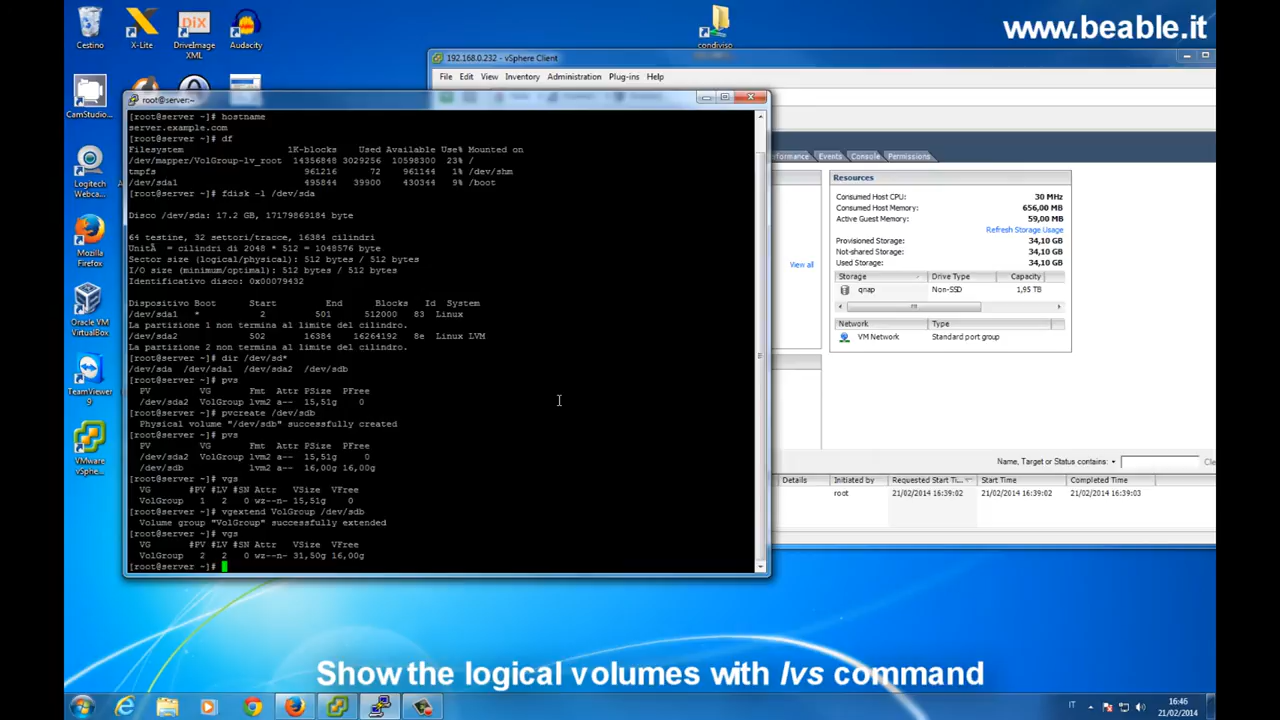 www.beable.it
Cestino
X-Lite
DriveImage XML
Audacity
condiviso
CamStudio...
Logitech Webca...
Mozilla Firefox
Oracle VM VirtualBox
TeamViewer 9
VMware vSphe...
192.168.0.232 - vSphere Client
File Edit View Inventory Administration Plug-ins Help
root@server:~
[root@server ~]# hostname
server.example.com
[root@server ~]# df
Filesystem 1K-blocks Used Available Use% Mounted on
/dev/mapper/VolGroup-lv_root 14356848 3029256 10598300 23% /
tmpfs 961216 72 961144 1% /dev/shm
/dev/sda1 495844 39900 430344 9% /boot
[root@server ~]# fdisk -l /dev/sda
Disco /dev/sda: 17.2 GB, 17179869184 byte
64 testine, 32 settori/tracce, 16384 cilindri
UnitÃ  = cilindri di 2048 * 512 = 1048576 byte
Sector size (logical/physical): 512 bytes / 512 bytes
I/O size (minimum/optimal): 512 bytes / 512 bytes
Identificativo disco: 0x00079432
Dispositivo Boot Start End Blocks Id System
/dev/sda1 * 2 501 512000 83 Linux
La partizione 1 non termina al limite del cilindro.
/dev/sda2 502 16384 16264192 8e Linux LVM
La partizione 2 non termina al limite del cilindro.
[root@server ~]# dir /dev/sd*
/dev/sda /dev/sda1 /dev/sda2 /dev/sdb
[root@server ~]# pvs
PV VG Fmt Attr PSize PFree
/dev/sda2 VolGroup lvm2 a-- 15,51g 0
[root@server ~]# pvcreate /dev/sdb
Physical volume "/dev/sdb" successfully created
[root@server ~]# pvs
PV VG Fmt Attr PSize PFree
/dev/sda2 VolGroup lvm2 a-- 15,51g 0
/dev/sdb lvm2 a-- 16,00g 16,00g
[root@server ~]# vgs
VG #PV #LV #SN Attr VSize VFree
VolGroup 1 2 0 wz--n- 15,51g 0
[root@server ~]# vgextend VolGroup /dev/sdb
Volume group "VolGroup" successfully extended
[root@server ~]# vgs
VG #PV #LV #SN Attr VSize VFree
VolGroup 2 2 0 wz--n- 31,50g 16,00g
[root@server ~]#
formance Events Console Permissions
View all
Resources
Consumed Host CPU: 30 MHz
Consumed Host Memory: 656,00 MB
Active Guest Memory: 59,00 MB
Refresh Storage Usage
Provisioned Storage: 34,10 GB
Not-shared Storage: 34,10 GB
Used Storage: 34,10 GB
Storage Drive Type Capacity
qnap Non-SSD 1,95 TB
Network Type
VM Network Standard port group
Name, Target or Status contains: Cle
Details Initiated by Requested Start Time Start Time Completed Time
root 21/02/2014 16:39:02 21/02/2014 16:39:02 21/02/2014 16:39:03
Show the logical volumes with lvs command
IT
16:46
21/02/2014